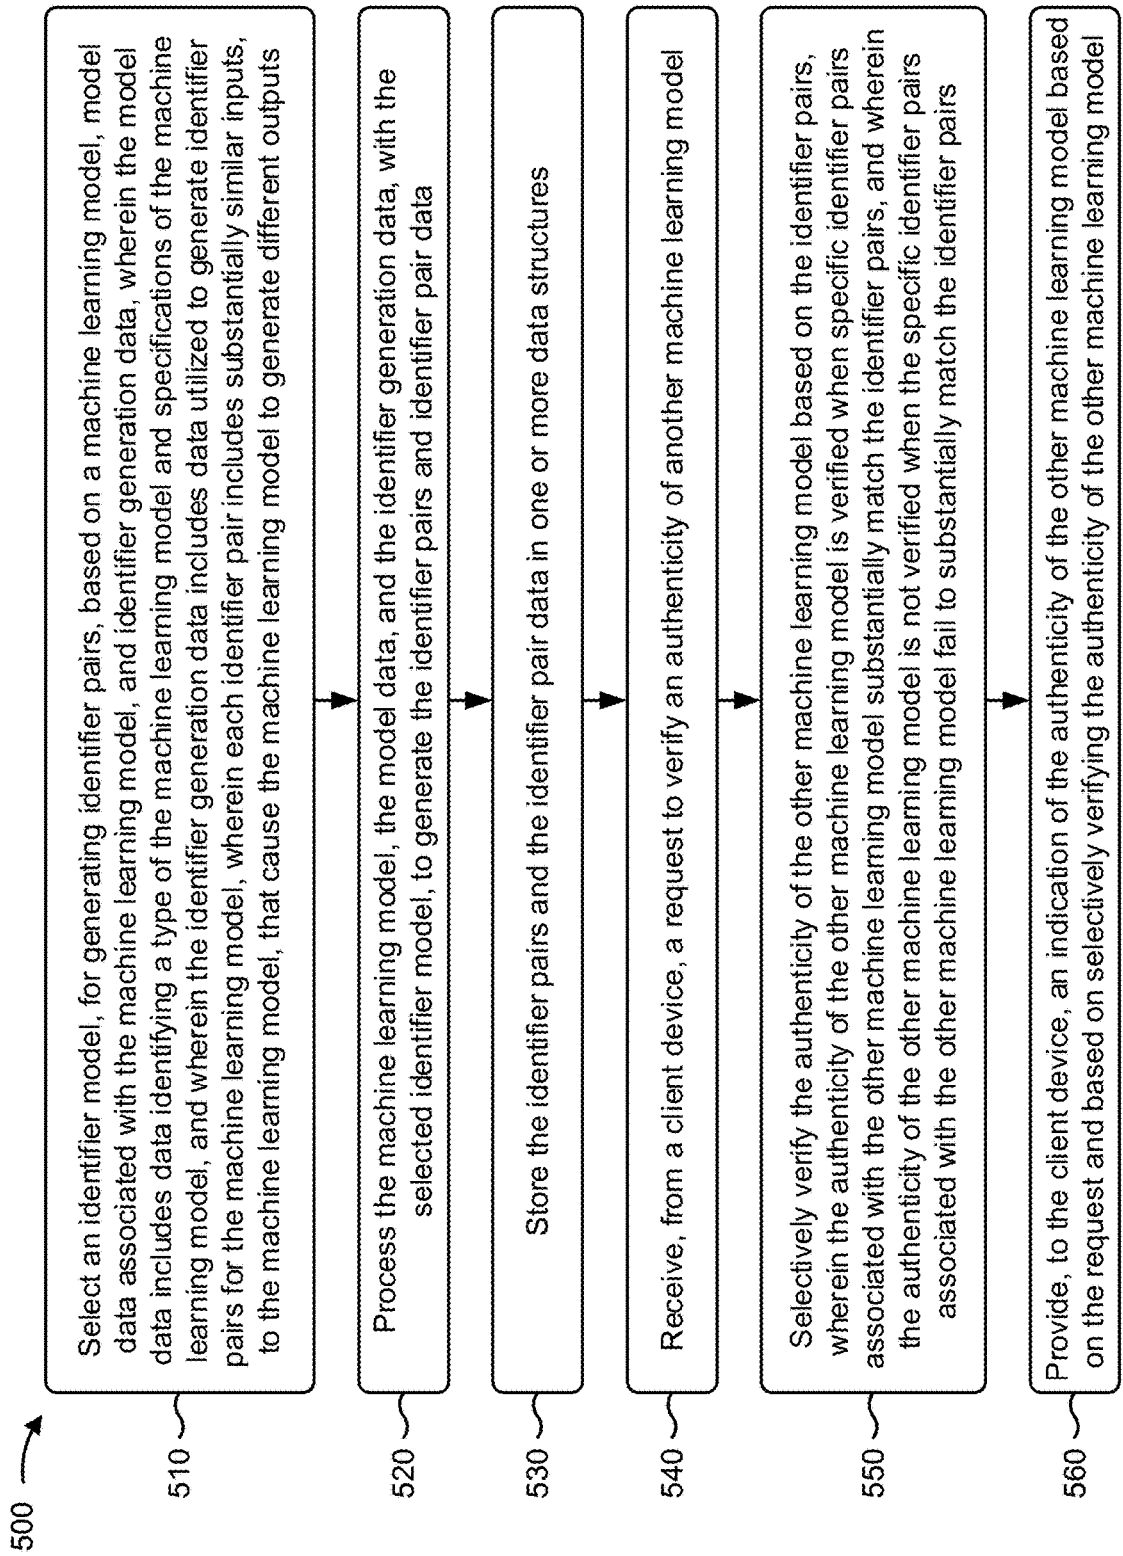 500
510
Select an identifier model, for generating identifier pairs, based on a machine learning model, model
data associated with the machine learning model, and identifier generation data, wherein the model
data includes data identifying a type of the machine learning model and specifications of the machine
learning model, and wherein the identifier generation data includes data utilized to generate identifier
pairs for the machine learning model, wherein each identifier pair includes substantially similar inputs,
to the machine learning model, that cause the machine learning model to generate different outputs
520
Process the machine learning model, the model data, and the identifier generation data, with the
selected identifier model, to generate the identifier pairs and identifier pair data
530
Store the identifier pairs and the identifier pair data in one or more data structures
540
Receive, from a client device, a request to verify an authenticity of another machine learning model
550
Selectively verify the authenticity of the other machine learning model based on the identifier pairs,
wherein the authenticity of the other machine learning model is verified when specific identifier pairs
associated with the other machine learning model substantially match the identifier pairs, and wherein
the authenticity of the other machine learning model is not verified when the specific identifier pairs
associated with the other machine learning model fail to substantially match the identifier pairs
560
Provide, to the client device, an indication of the authenticity of the other machine learning model based
on the request and based on selectively verifying the authenticity of the other machine learning model